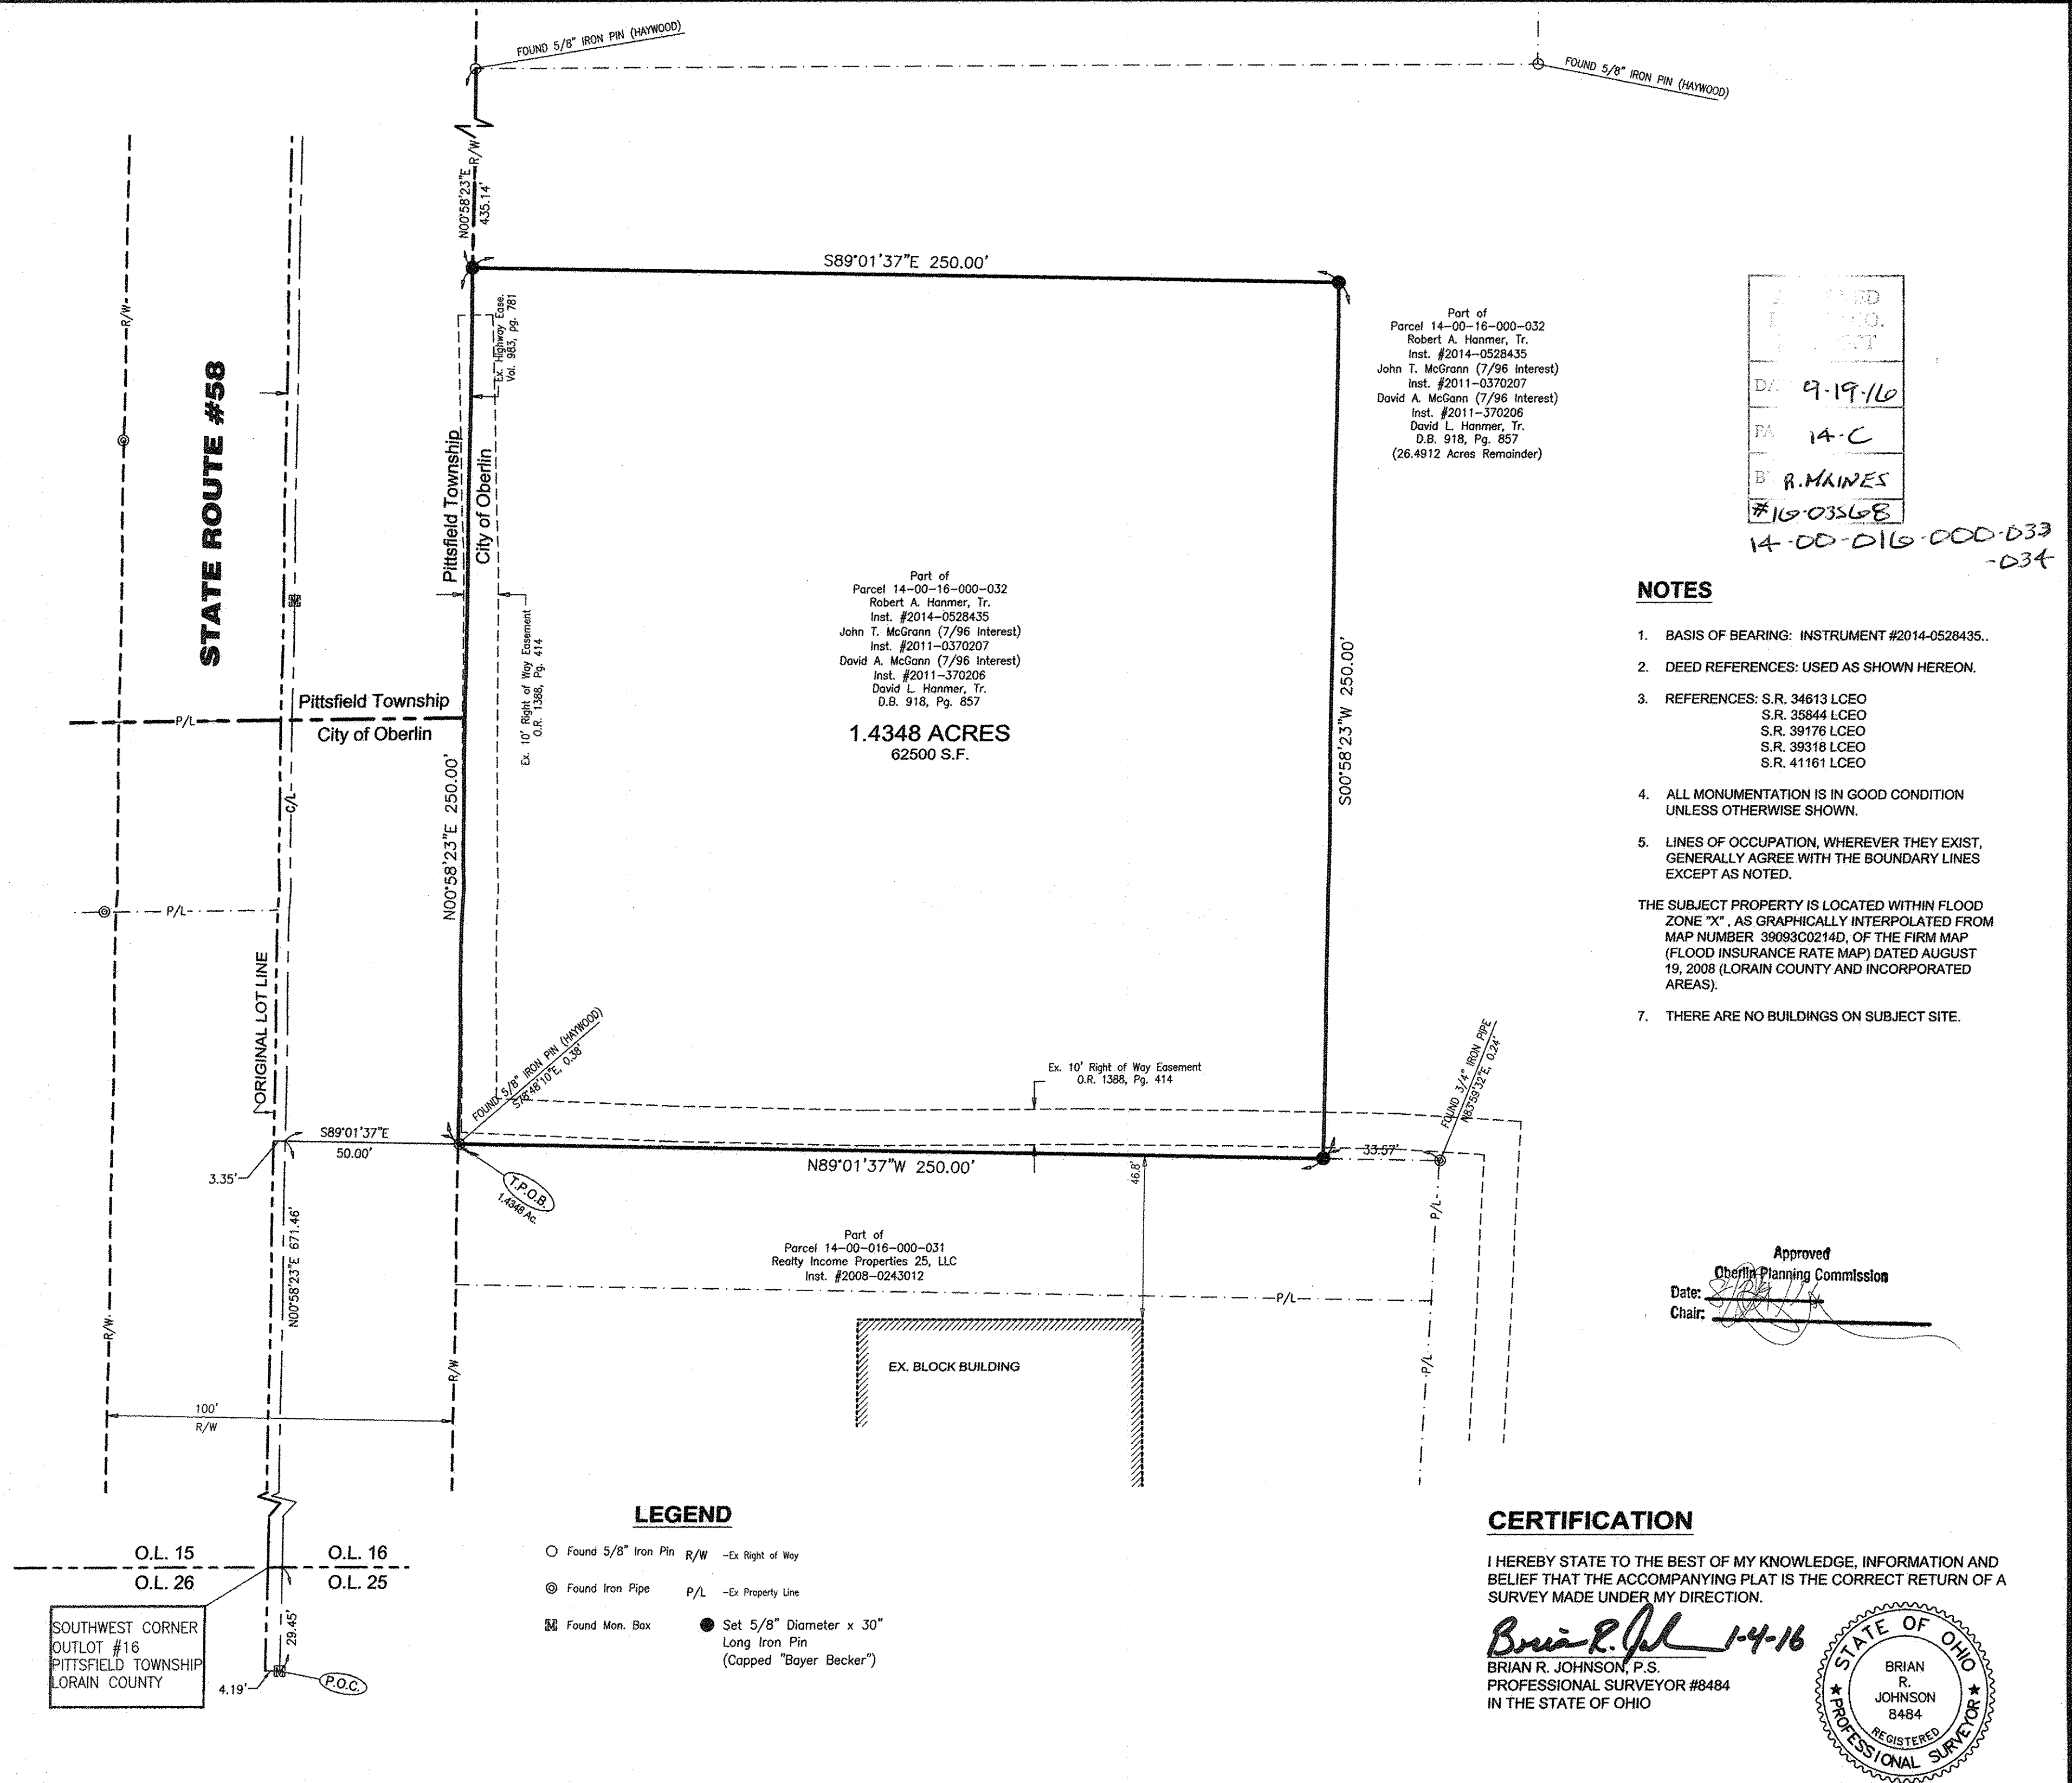 FOUND 5/8" IRON PIN (HAYWOOD)
FOUND 5/8" IRON PIN (HAYWOOD)
N00°58'23"E
435.14'
R/W
S89°01'37"E 250.00'
R/W
STATE ROUTE #58
Ex. Highway Ease.
Vol. 983, pg. 781
Pittsfield Township
City of Oberlin
Part of
Parcel 14-00-16-000-032
Robert A. Hanmer, Tr.
Inst. #2014-0528435
John T. McGrann (7/96 Interest)
Inst. #2011-0370207
David A. McGann (7/96 Interest)
Inst. #2011-370206
David L. Hanmer, Tr.
D.B. 918, Pg. 857
(26.4912 Acres Remainder)
9-19-16
14-C
R. MAINES
#16-03568
14-00-016-000-033
-034
Part of
Parcel 14-00-16-000-032
Robert A. Hanmer, Tr.
Inst. #2014-0528435
John T. McGrann (7/96 Interest)
Inst. #2011-0370207
David A. McGann (7/96 Interest)
Inst. #2011-370206
David L. Hanmer, Tr.
D.B. 918, Pg. 857
1.4348 ACRES
62500 S.F.
Ex. 10' Right of Way Easement
O.R. 1388, Pg. 414
S00°58'23"W 250.00'
Pittsfield Township
P/L
City of Oberlin
N00°58'23"E 250.00'
C/L
P/L
ORIGINAL LOT LINE
NOTES
1. BASIS OF BEARING: INSTRUMENT #2014-0528435..
2. DEED REFERENCES: USED AS SHOWN HEREON.
3. REFERENCES: S.R. 34613 LCEO
S.R. 35844 LCEO
S.R. 39176 LCEO
S.R. 39318 LCEO
S.R. 41161 LCEO
4. ALL MONUMENTATION IS IN GOOD CONDITION
UNLESS OTHERWISE SHOWN.
5. LINES OF OCCUPATION, WHEREVER THEY EXIST,
GENERALLY AGREE WITH THE BOUNDARY LINES
EXCEPT AS NOTED.
THE SUBJECT PROPERTY IS LOCATED WITHIN FLOOD
ZONE "X" , AS GRAPHICALLY INTERPOLATED FROM
MAP NUMBER 39093C0214D, OF THE FIRM MAP
(FLOOD INSURANCE RATE MAP) DATED AUGUST
19, 2008 (LORAIN COUNTY AND INCORPORATED
AREAS).
7. THERE ARE NO BUILDINGS ON SUBJECT SITE.
FOUND 5/8" IRON PIN (HAYWOOD)
S78°48'10"E, 0.38'
Ex. 10' Right of Way Easement
O.R. 1388, Pg. 414
FOUND 3/4" IRON PIPE
N83°59'32"E, 0.24'
S89°01'37"E
50.00'
3.35'
N89°01'37"W 250.00'
33.57'
46.8'
T.P.O.B.
1.4348 Ac.
N00°58'23"E 671.46'
Part of
Parcel 14-00-016-000-031
Realty Income Properties 25, LLC
Inst. #2008-0243012
P/L
P/L
P/L
R/W
R/W
EX. BLOCK BUILDING
100'
R/W
Approved
Oberlin Planning Commission
Date:
Chair:
O.L. 15
O.L. 16
O.L. 26
O.L. 25
SOUTHWEST CORNER
OUTLOT #16
PITTSFIELD TOWNSHIP
LORAIN COUNTY
29.45'
4.19'
P.O.C.
LEGEND
Found 5/8" Iron Pin
R/W -Ex Right of Way
Found Iron Pipe
P/L -Ex Property Line
Found Mon. Box
Set 5/8" Diameter x 30"
Long Iron Pin
(Capped "Bayer Becker")
CERTIFICATION
I HEREBY STATE TO THE BEST OF MY KNOWLEDGE, INFORMATION AND
BELIEF THAT THE ACCOMPANYING PLAT IS THE CORRECT RETURN OF A
SURVEY MADE UNDER MY DIRECTION.
Brian R. Joh 1-4-16
BRIAN R. JOHNSON, P.S.
PROFESSIONAL SURVEYOR #8484
IN THE STATE OF OHIO
STATE OF OHIO
BRIAN
R.
JOHNSON
8484
REGISTERED
PROFESSIONAL SURVEYOR